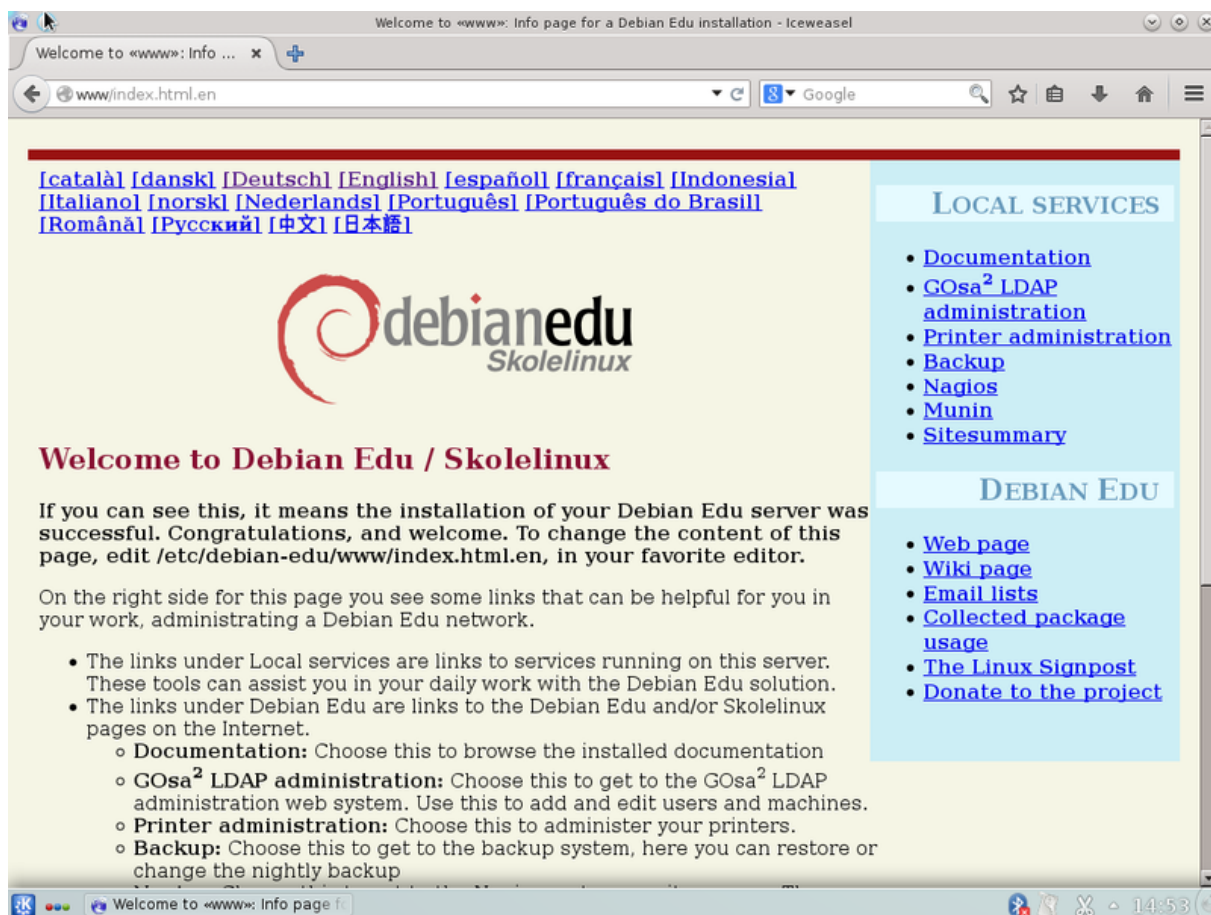 Welcome to «www»: Info page for a Debian Edu installation - Iceweasel
Welcome to «www»: Info ...
www/index.html.en
8
Google
[català] [dansk] [Deutsch] [English] [español] [français] [Indonesia]
[Italiano] [norsk] [Nederlands] [Português] [Português do Brasil]
[Română] [Русский] [中文] [日本語]
debianedu
Skolelinux
Welcome to Debian Edu / Skolelinux
If you can see this, it means the installation of your Debian Edu server was
successful. Congratulations, and welcome. To change the content of this
page, edit /etc/debian-edu/www/index.html.en, in your favorite editor.
On the right side for this page you see some links that can be helpful for you in
your work, administrating a Debian Edu network.
• The links under Local services are links to services running on this server.
These tools can assist you in your daily work with the Debian Edu solution.
• The links under Debian Edu are links to the Debian Edu and/or Skolelinux
pages on the Internet.
◦ Documentation: Choose this to browse the installed documentation
◦ GOsa² LDAP administration: Choose this to get to the GOsa² LDAP
administration web system. Use this to add and edit users and machines.
◦ Printer administration: Choose this to administer your printers.
◦ Backup: Choose this to get to the backup system, here you can restore or
change the nightly backup
LOCAL SERVICES
• Documentation
• GOsa² LDAP
administration
• Printer administration
• Backup
• Nagios
• Munin
• Sitesummary
DEBIAN EDU
• Web page
• Wiki page
• Email lists
• Collected package
usage
• The Linux Signpost
• Donate to the project
Welcome to «www»: Info page f
14:53